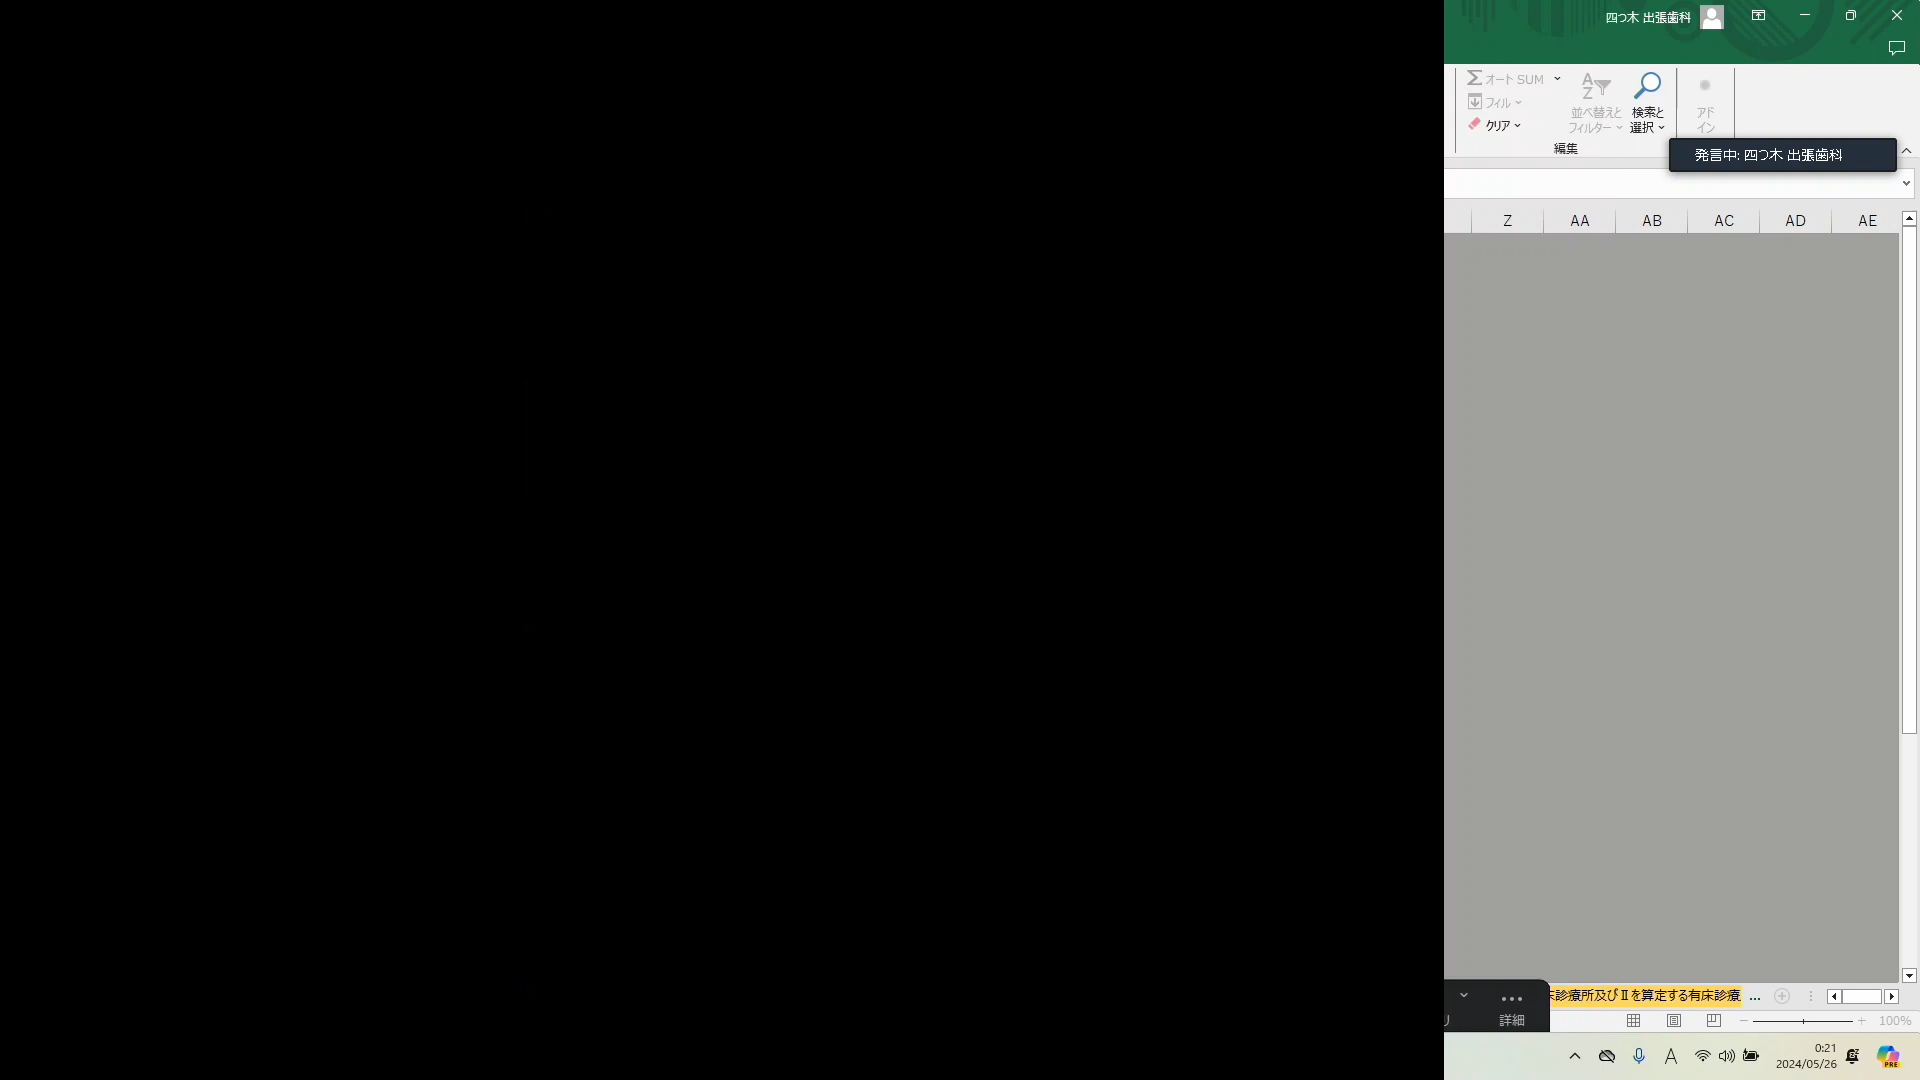 四つ木 出張歯科
オート SUM
フィル
クリア
並べ替えと
フィルター
検索と
選択
アド
イン
編集
発言中: 四つ木 出張歯科
Z AA AB AC AD AE
診療所及びⅡを算定する有床診療 ...
詳細
100%
A
0:21
2024/05/26
PRE